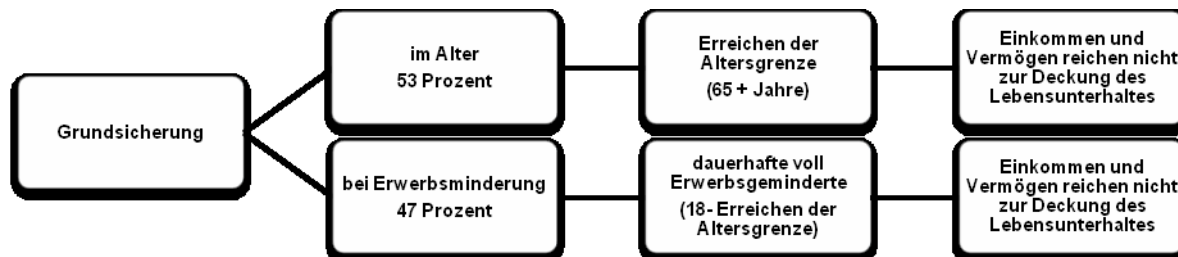 Grundsicherung
im Alter
53 Prozent
Erreichen der
Altersgrenze
(65 + Jahre)
Einkommen und
Vermögen reichen nicht
zur Deckung des
Lebensunterhaltes
bei Erwerbsminderung
47 Prozent
dauerhafte voll
Erwerbsgeminderte
(18- Erreichen der
Altersgrenze)
Einkommen und
Vermögen reichen nicht
zur Deckung des
Lebensunterhaltes